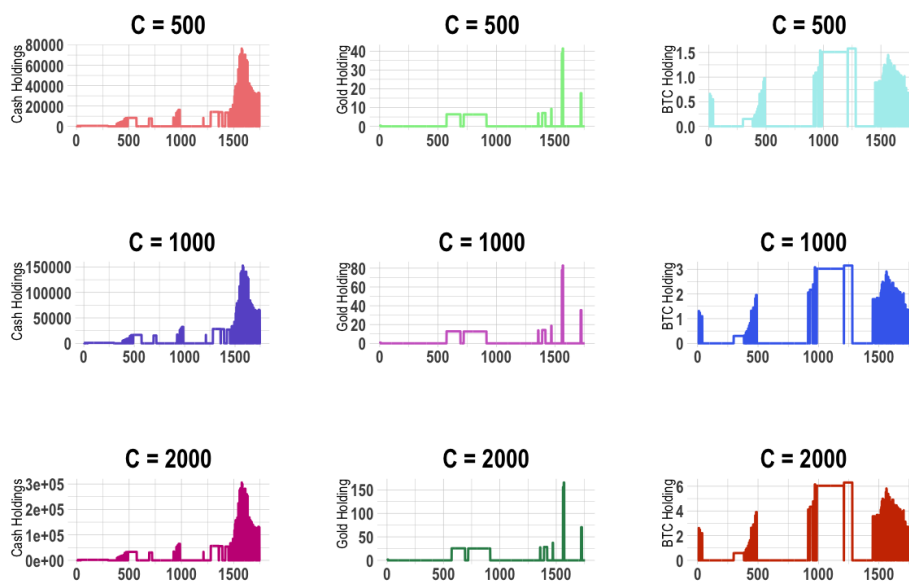 C = 500
Cash Holdings
80000
60000
40000
20000
0
0 500 1000 1500
C = 500
Gold Holding
40
30
20
10
0
0 500 1000 1500
C = 500
BTC Holding
1.5
1.0
0.5
0.0
0 500 1000 1500
C = 1000
Cash Holdings
150000
100000
50000
0
0 500 1000 1500
C = 1000
Gold Holding
80
60
40
20
0
0 500 1000 1500
C = 1000
BTC Holding
3
2
1
0
0 500 1000 1500
C = 2000
Cash Holdings
3e+05
2e+05
1e+05
0e+00
0 500 1000 1500
C = 2000
Gold Holding
150
100
50
0
0 500 1000 1500
C = 2000
BTC Holding
6
4
2
0
0 500 1000 1500